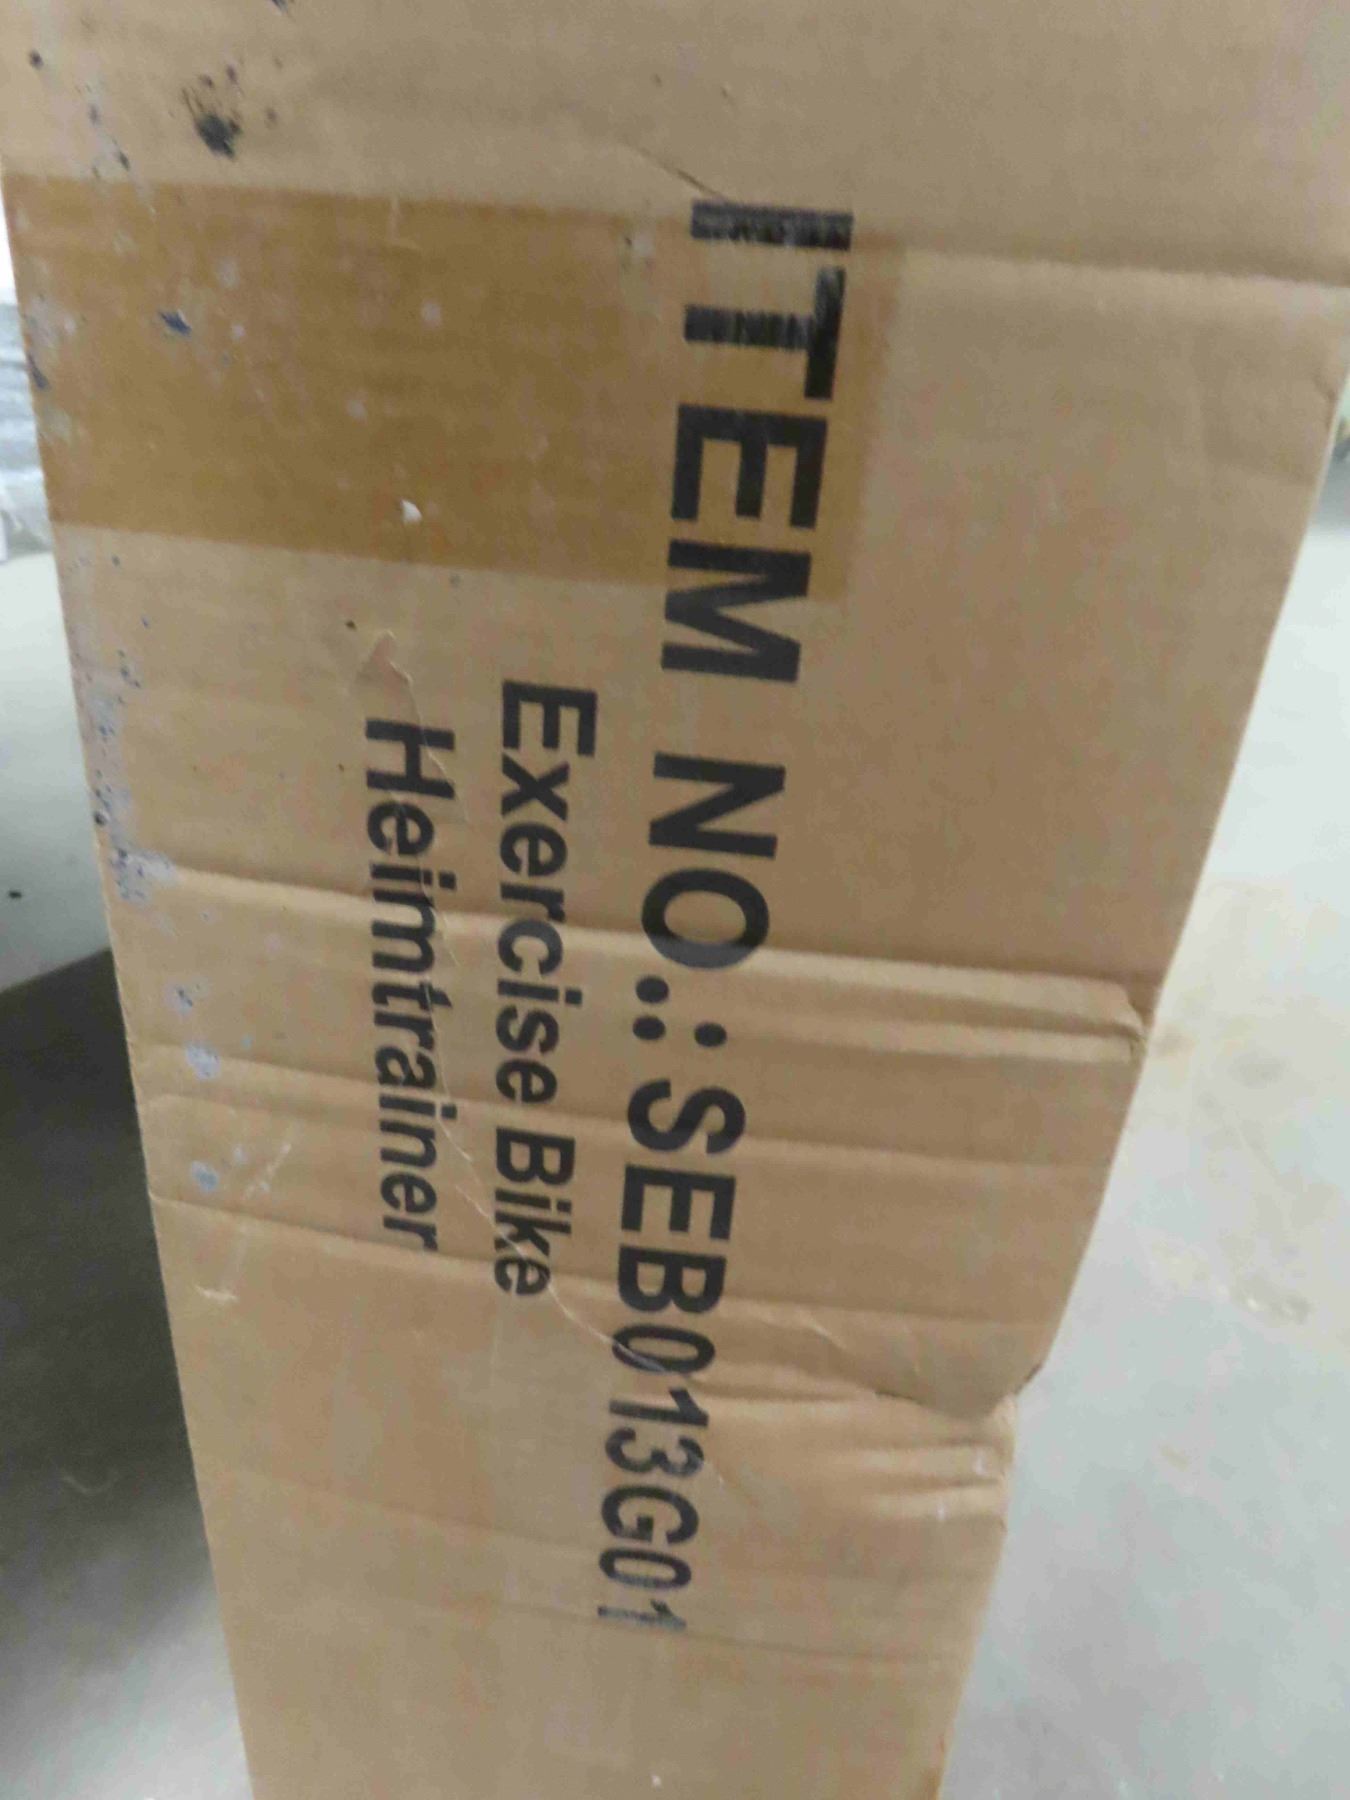 ITEM NO.: SEB013G01
Exercise Bike
Heimtrainer